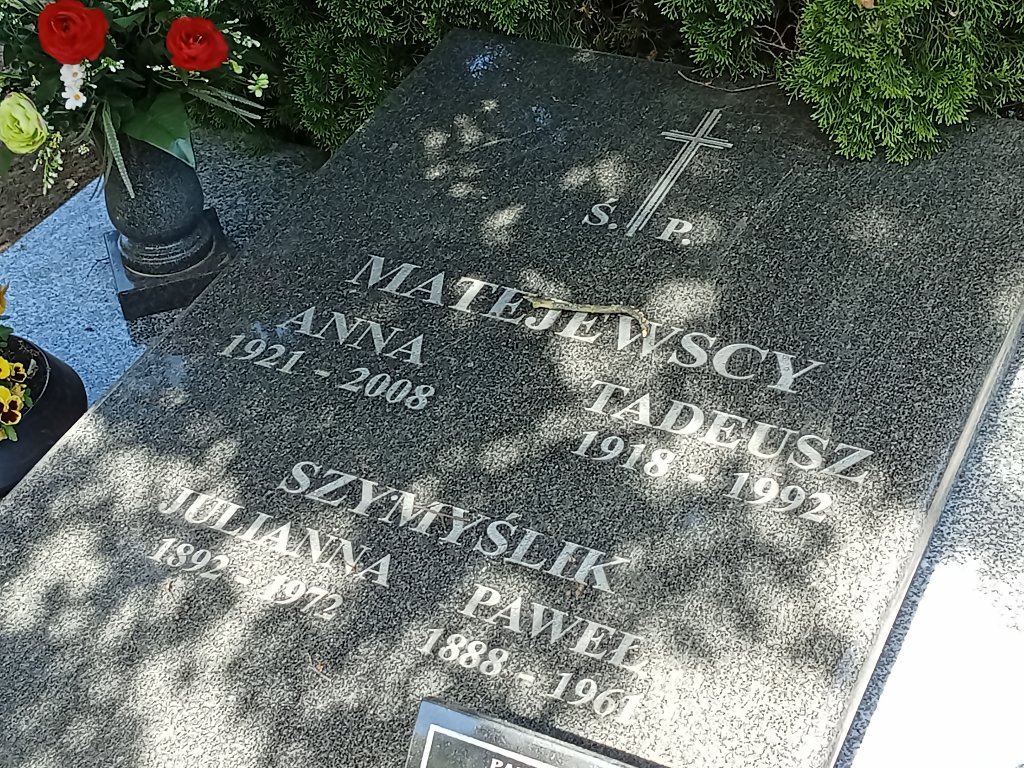 Ś. P.
MATEJEWSCY
ANNA TADEUSZ
1921 - 2008 1918 - 1992
SZYMYŚLIK
JULIANNA PAWEŁ
1892 - 1972 1888 - 1961